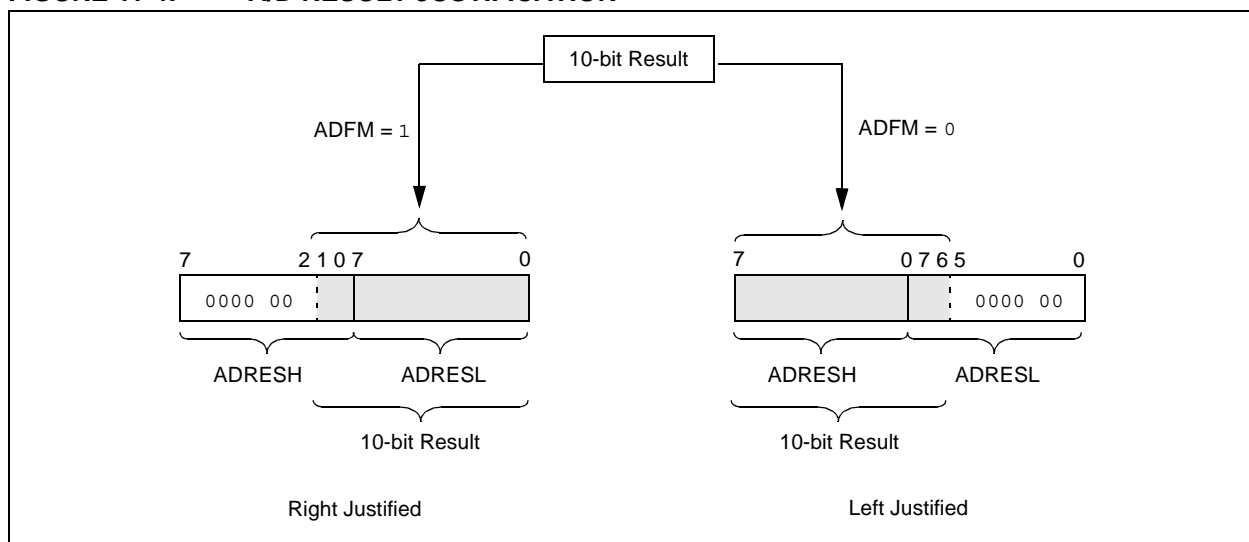 10-bit Result
ADFM = 1
ADFM = 0
7 2 1 0 7 0
7 0 7 6 5 0
0000 00
0000 00
ADRESH ADRESL
ADRESH ADRESL
10-bit Result
10-bit Result
Right Justified
Left Justified